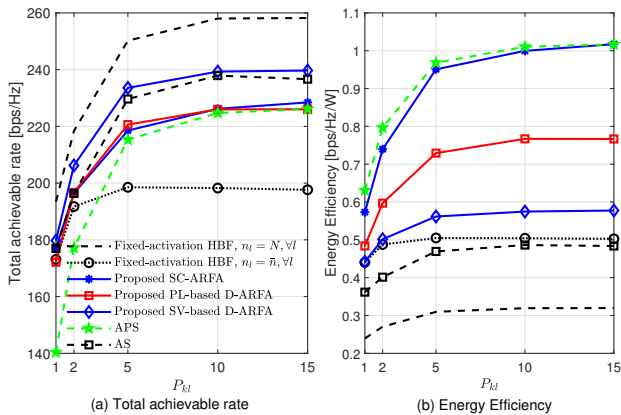 260
240
220
200
180
160
140
Total achievable rate [bps/Hz]
Fixed-activation HBF, n_l = N, ∀l
Fixed-activation HBF, n_l = n̄, ∀l
Proposed SC-ARFA
Proposed PL-based D-ARFA
Proposed SV-based D-ARFA
APS
AS
1 2 5 10 15
P_{kl}
(a) Total achievable rate
1.1
1
0.9
0.8
0.7
0.6
0.5
0.4
0.3
0.2
Energy Efficiency [bps/Hz/W]
1 2 5 10 15
P_{kl}
(b) Energy Efficiency